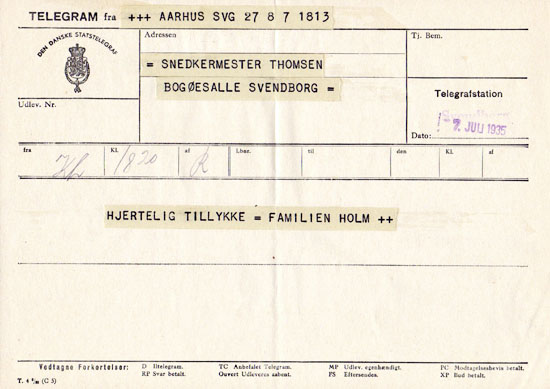 TELEGRAM fra +++ AARHUS SVG 27 8 7 1813
DEN DANSKE STATSTELEGRAF
Adressen
Tj. Bem.
= SNEDKERMESTER THOMSEN
BOGØESALLE SVENDBORG =
Telegrafstation
Udlev. Nr.
Dato: 7. JULI 1935
fra Kl. af Lbnr. til den Kl. af
1820 R
HJERTELIG TILLYKKE = FAMILIEN HOLM ++
Vedtagne Forkortelser: D Iltelegram. TC Anbefalet Telegram. MP Udlev. egenhændigt. PC Modtagelsesbevis betalt.
RP Svar betalt. Ouvert Udleveres aabent. FS Eftersendes. XP Bud betalt.
T. 4 (C 5)